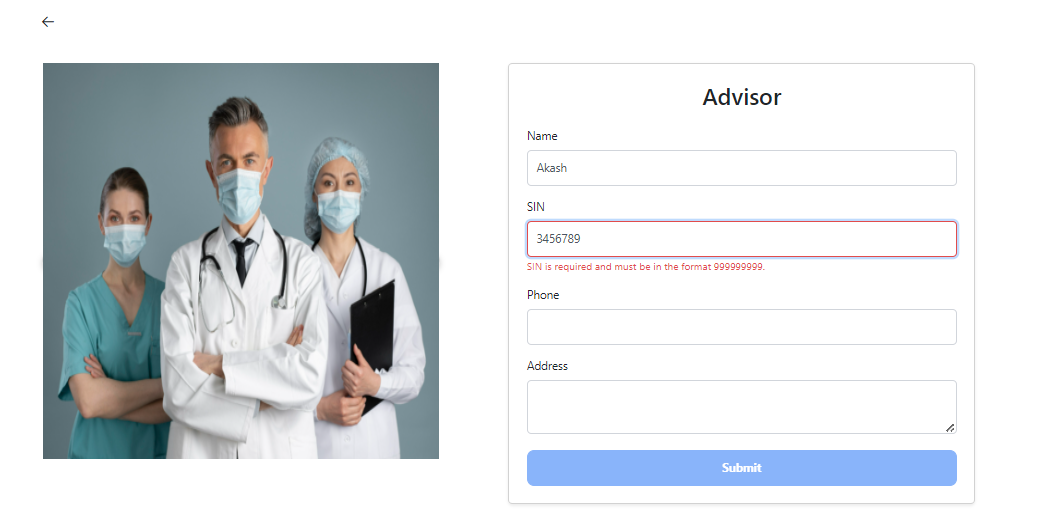 Advisor
Name
Akash
SIN
3456789
SIN is required and must be in the format 999999999.
Phone
Address
Submit